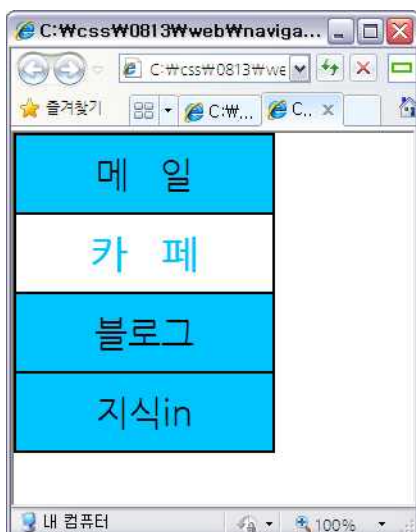 C:₩css₩0813₩web₩naviga...
C:₩css₩0813₩we
즐겨찾기
C:₩...
C..
메 일
카 페
블로그
지식in
내 컴퓨터
100%